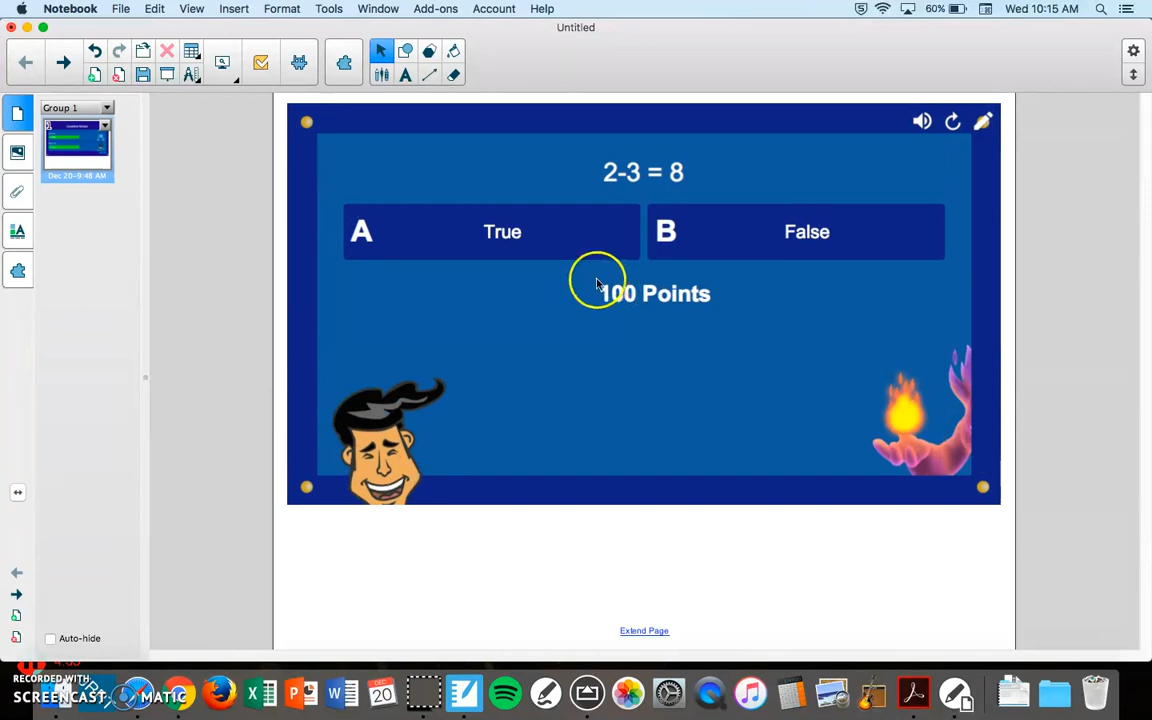 Notebook File Edit View Insert Format Tools Window Add-ons Account Help 60% Wed 10:15 AM
Untitled
Group 1
Dec 20-9:48 AM
2-3 = 8
A True B False
100 Points
Extend Page
Auto-hide
RECORDED WITH
SCREENCAST MATIC
DEC
20